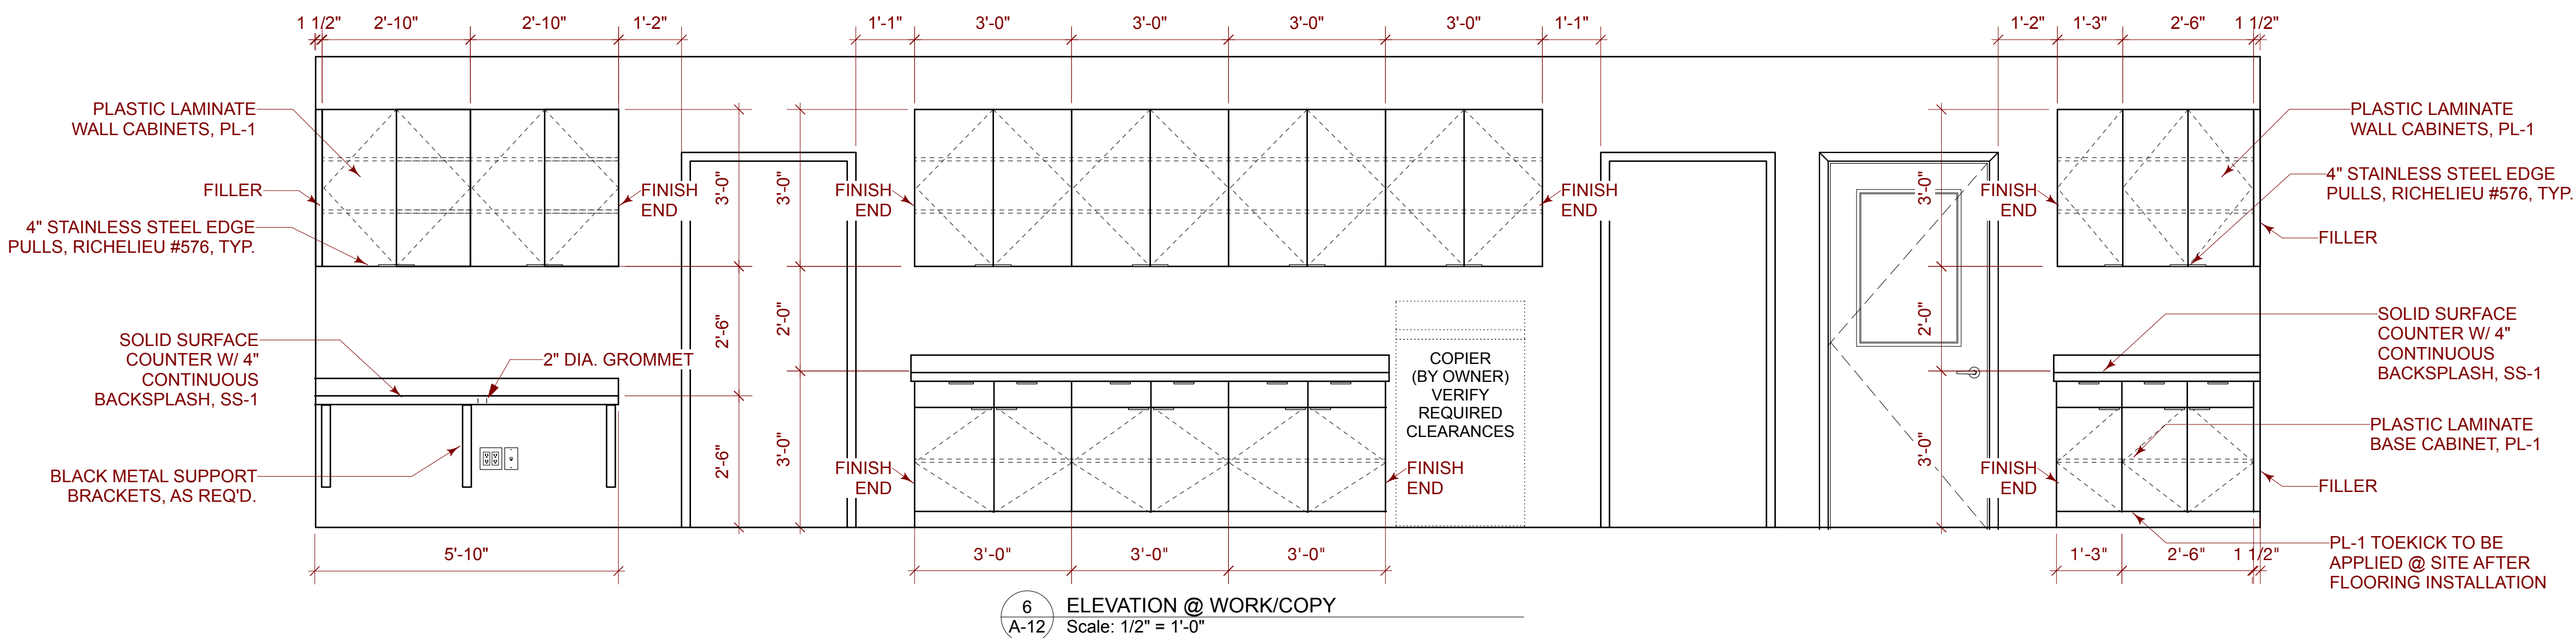 1 1/2"
2'-10"
2'-10"
1'-2"
1'-1"
3'-0"
3'-0"
3'-0"
3'-0"
1'-1"
1'-2"
1'-3"
2'-6"
1 1/2"
PLASTIC LAMINATE
WALL CABINETS, PL-1
FILLER
4" STAINLESS STEEL EDGE
PULLS, RICHELIEU #576, TYP.
SOLID SURFACE
COUNTER W/ 4"
CONTINUOUS
BACKSPLASH, SS-1
BLACK METAL SUPPORT
BRACKETS, AS REQ'D.
FINISH
END
2" DIA. GROMMET
3'-0"
2'-6"
2'-6"
3'-0"
2'-0"
3'-0"
FINISH
END
FINISH
END
FINISH
END
FINISH
END
COPIER
(BY OWNER)
VERIFY
REQUIRED
CLEARANCES
3'-0"
2'-0"
3'-0"
FINISH
END
FINISH
END
PLASTIC LAMINATE
WALL CABINETS, PL-1
4" STAINLESS STEEL EDGE
PULLS, RICHELIEU #576, TYP.
FILLER
SOLID SURFACE
COUNTER W/ 4"
CONTINUOUS
BACKSPLASH, SS-1
PLASTIC LAMINATE
BASE CABINET, PL-1
FILLER
PL-1 TOEKICK TO BE
APPLIED @ SITE AFTER
FLOORING INSTALLATION
5'-10"
3'-0"
3'-0"
3'-0"
1'-3"
2'-6"
1 1/2"
6
A-12
ELEVATION @ WORK/COPY
Scale: 1/2" = 1'-0"